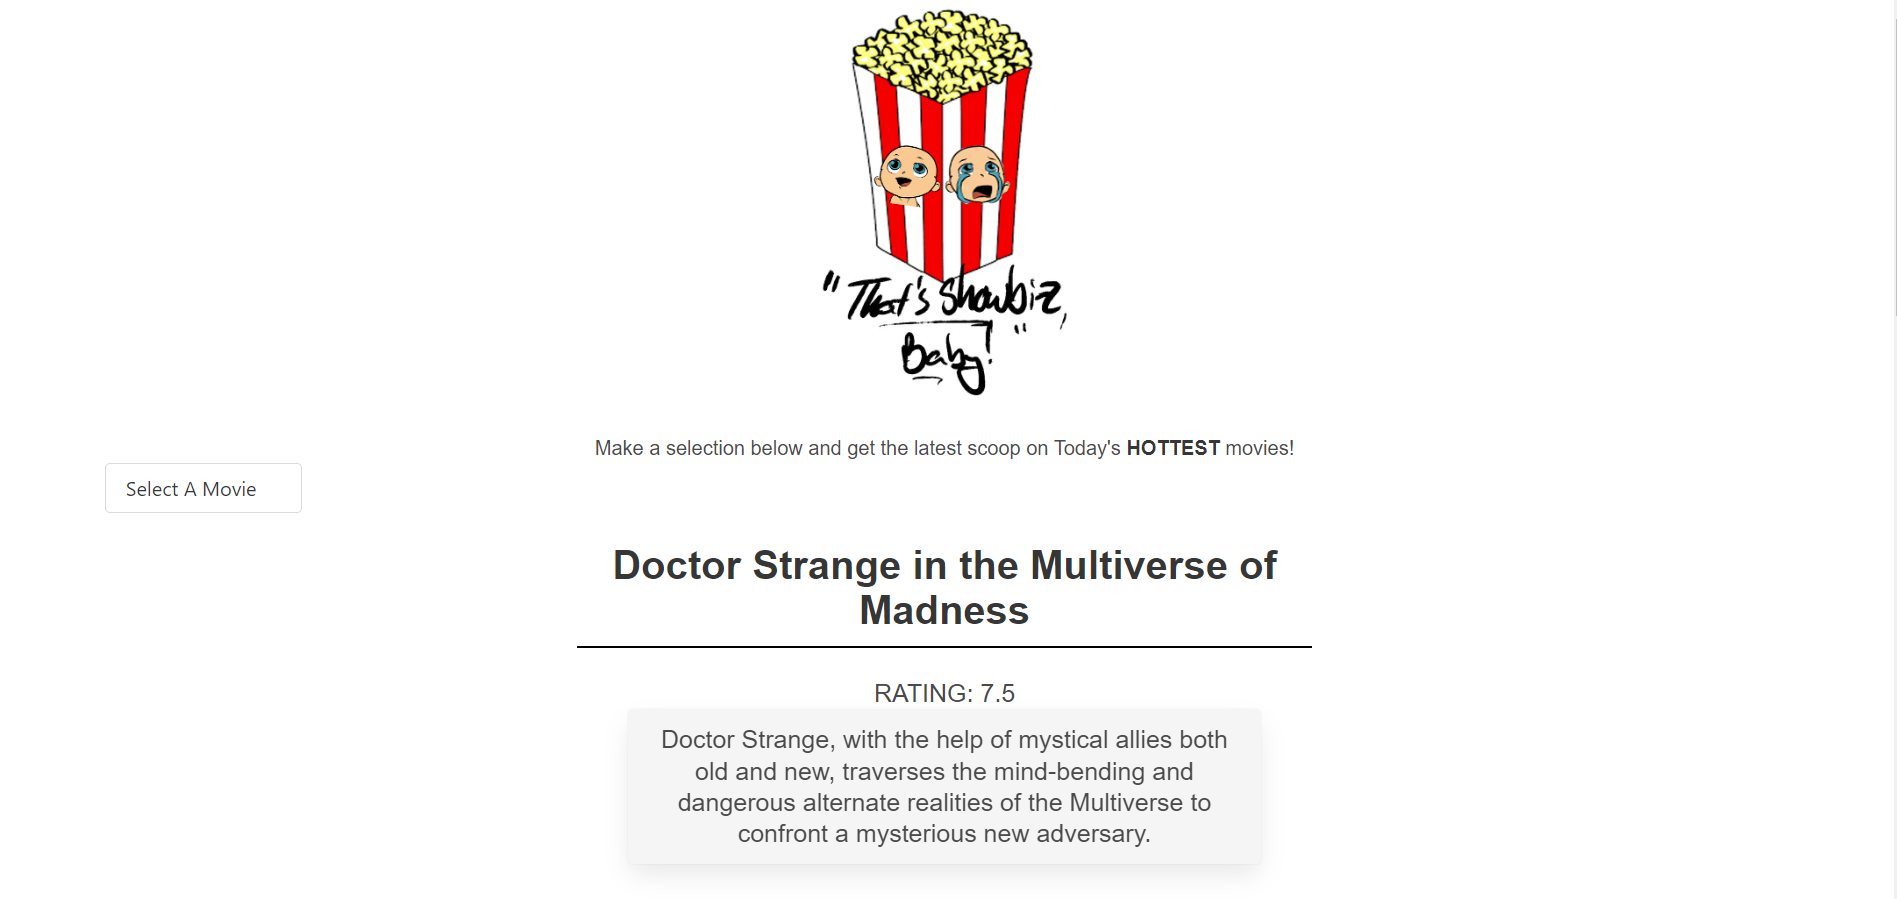 "That's Showbiz,
Baby!"
Make a selection below and get the latest scoop on Today's HOTTEST movies!
Select A Movie
Doctor Strange in the Multiverse of
Madness
RATING: 7.5
Doctor Strange, with the help of mystical allies both
old and new, traverses the mind-bending and
dangerous alternate realities of the Multiverse to
confront a mysterious new adversary.